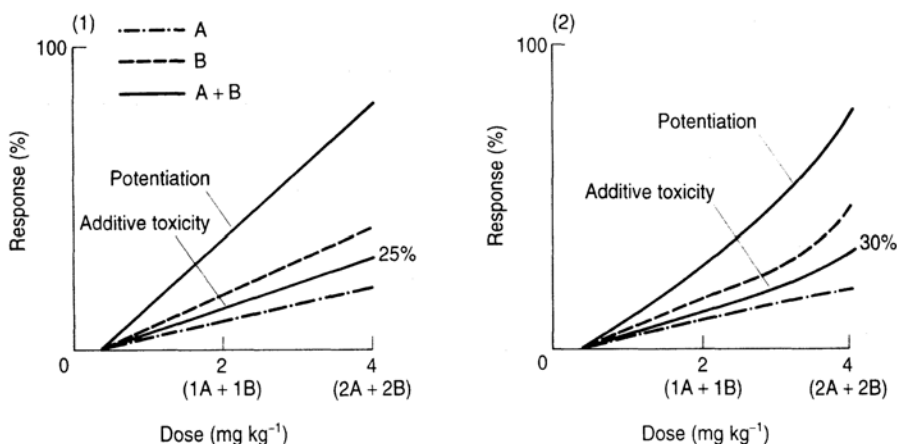 (1)
100
A
B
A + B
Potentiation
Additive toxicity
25%
Response (%)
0
2
4
(1A + 1B)
(2A + 2B)
Dose (mg kg⁻¹)
(2)
100
Potentiation
Additive toxicity
30%
Response (%)
0
2
4
(1A + 1B)
(2A + 2B)
Dose (mg kg⁻¹)